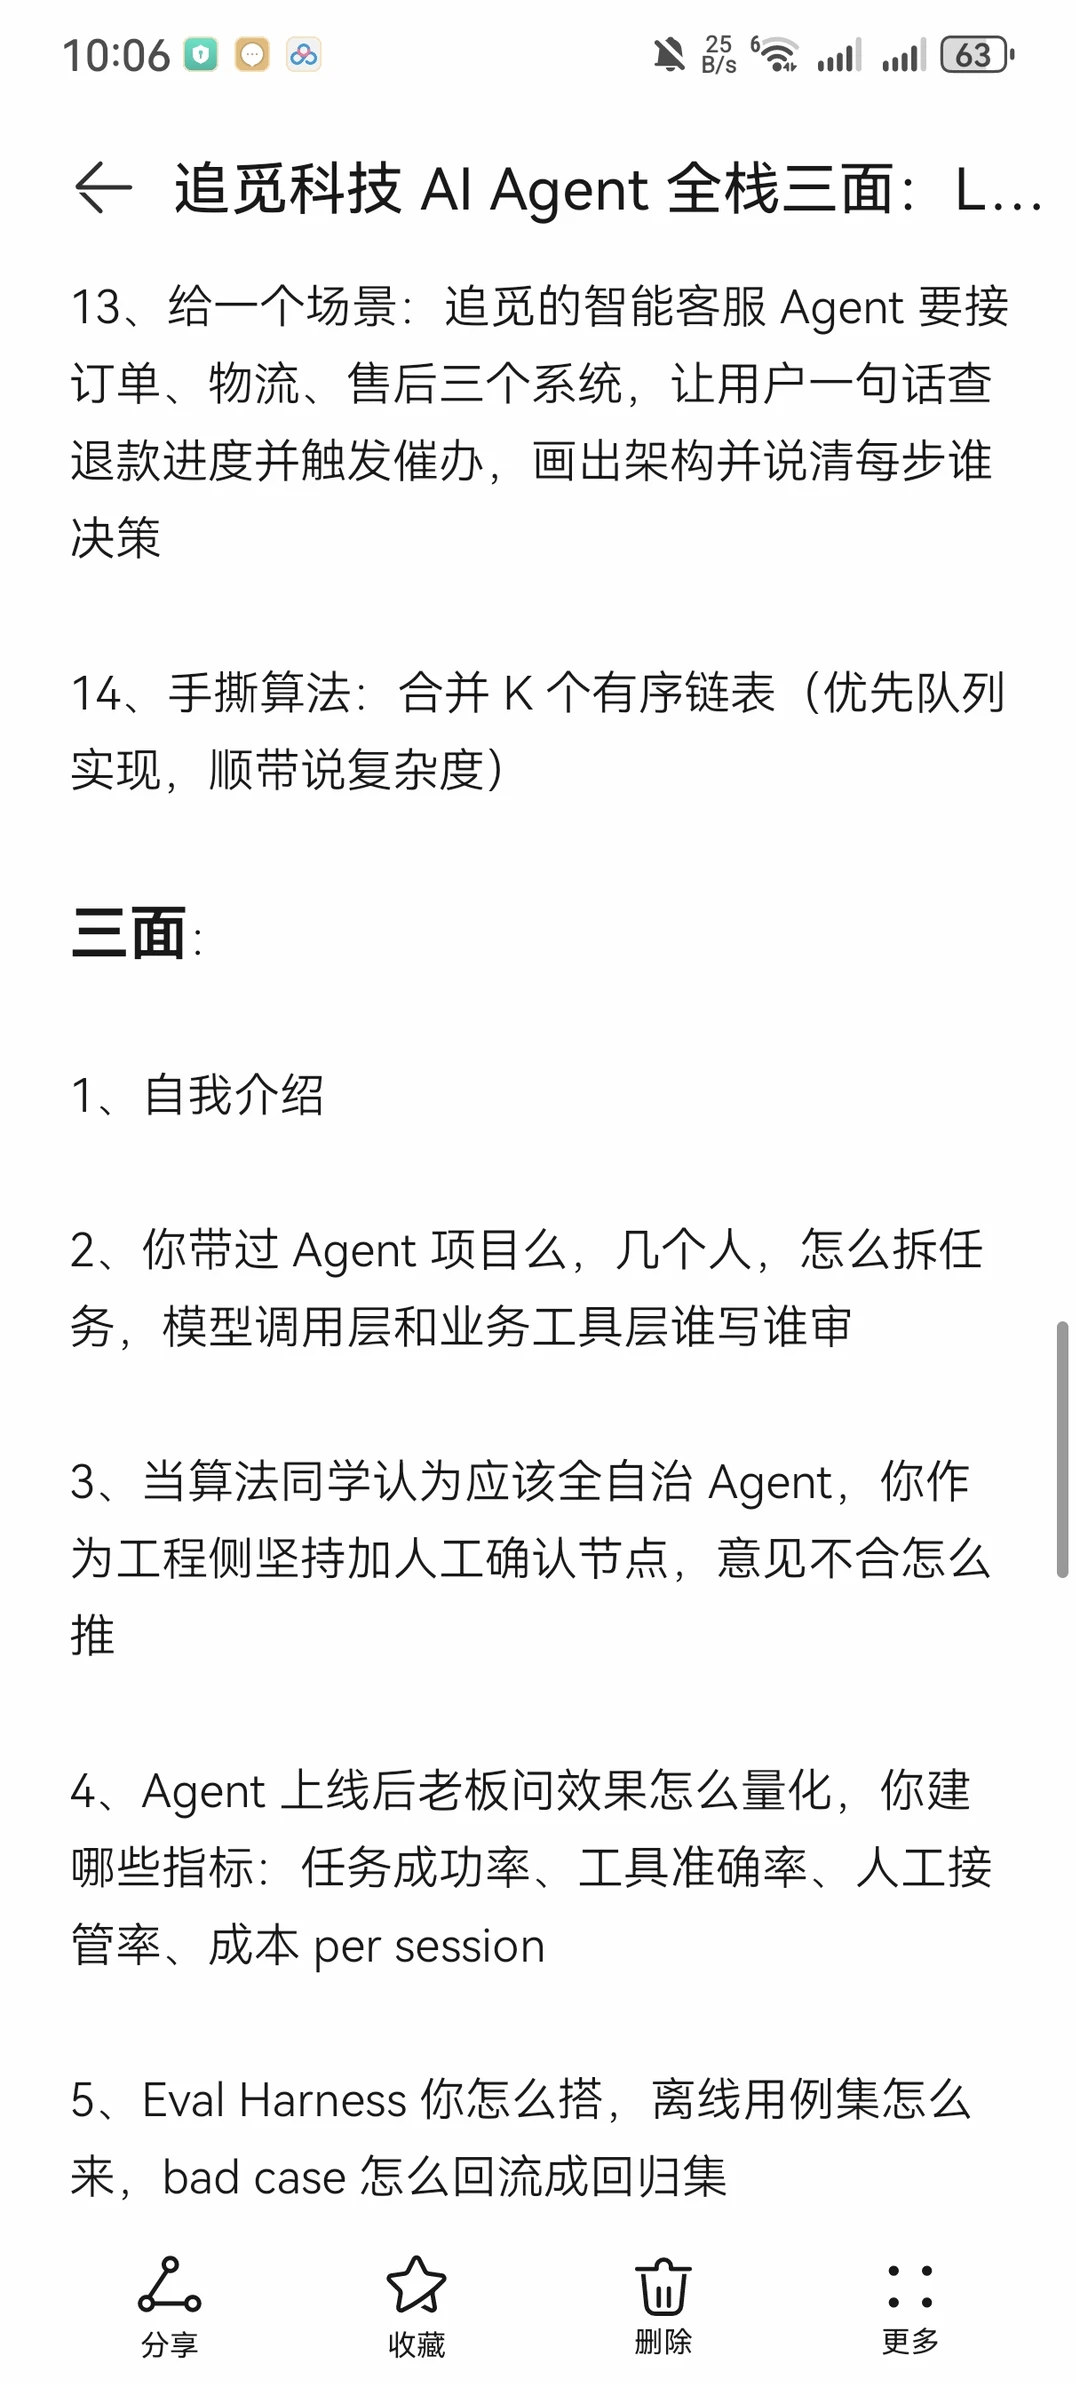 10:06
25
B/s
6
63
追觅科技 AI Agent 全栈三面：L...
13、给一个场景：追觅的智能客服 Agent 要接
订单、物流、售后三个系统，让用户一句话查
退款进度并触发催办，画出架构并说清每步谁
决策
14、手撕算法：合并 K 个有序链表（优先队列
实现，顺带说复杂度）
三面：
1、自我介绍
2、你带过 Agent 项目么，几个人，怎么拆任
务，模型调用层和业务工具层谁写谁审
3、当算法同学认为应该全自治 Agent，你作
为工程侧坚持加人工确认节点，意见不合怎么
推
4、Agent 上线后老板问效果怎么量化，你建
哪些指标：任务成功率、工具准确率、人工接
管率、成本 per session
5、Eval Harness 你怎么搭，离线用例集怎么
来，bad case 怎么回流成回归集
分享
收藏
删除
更多